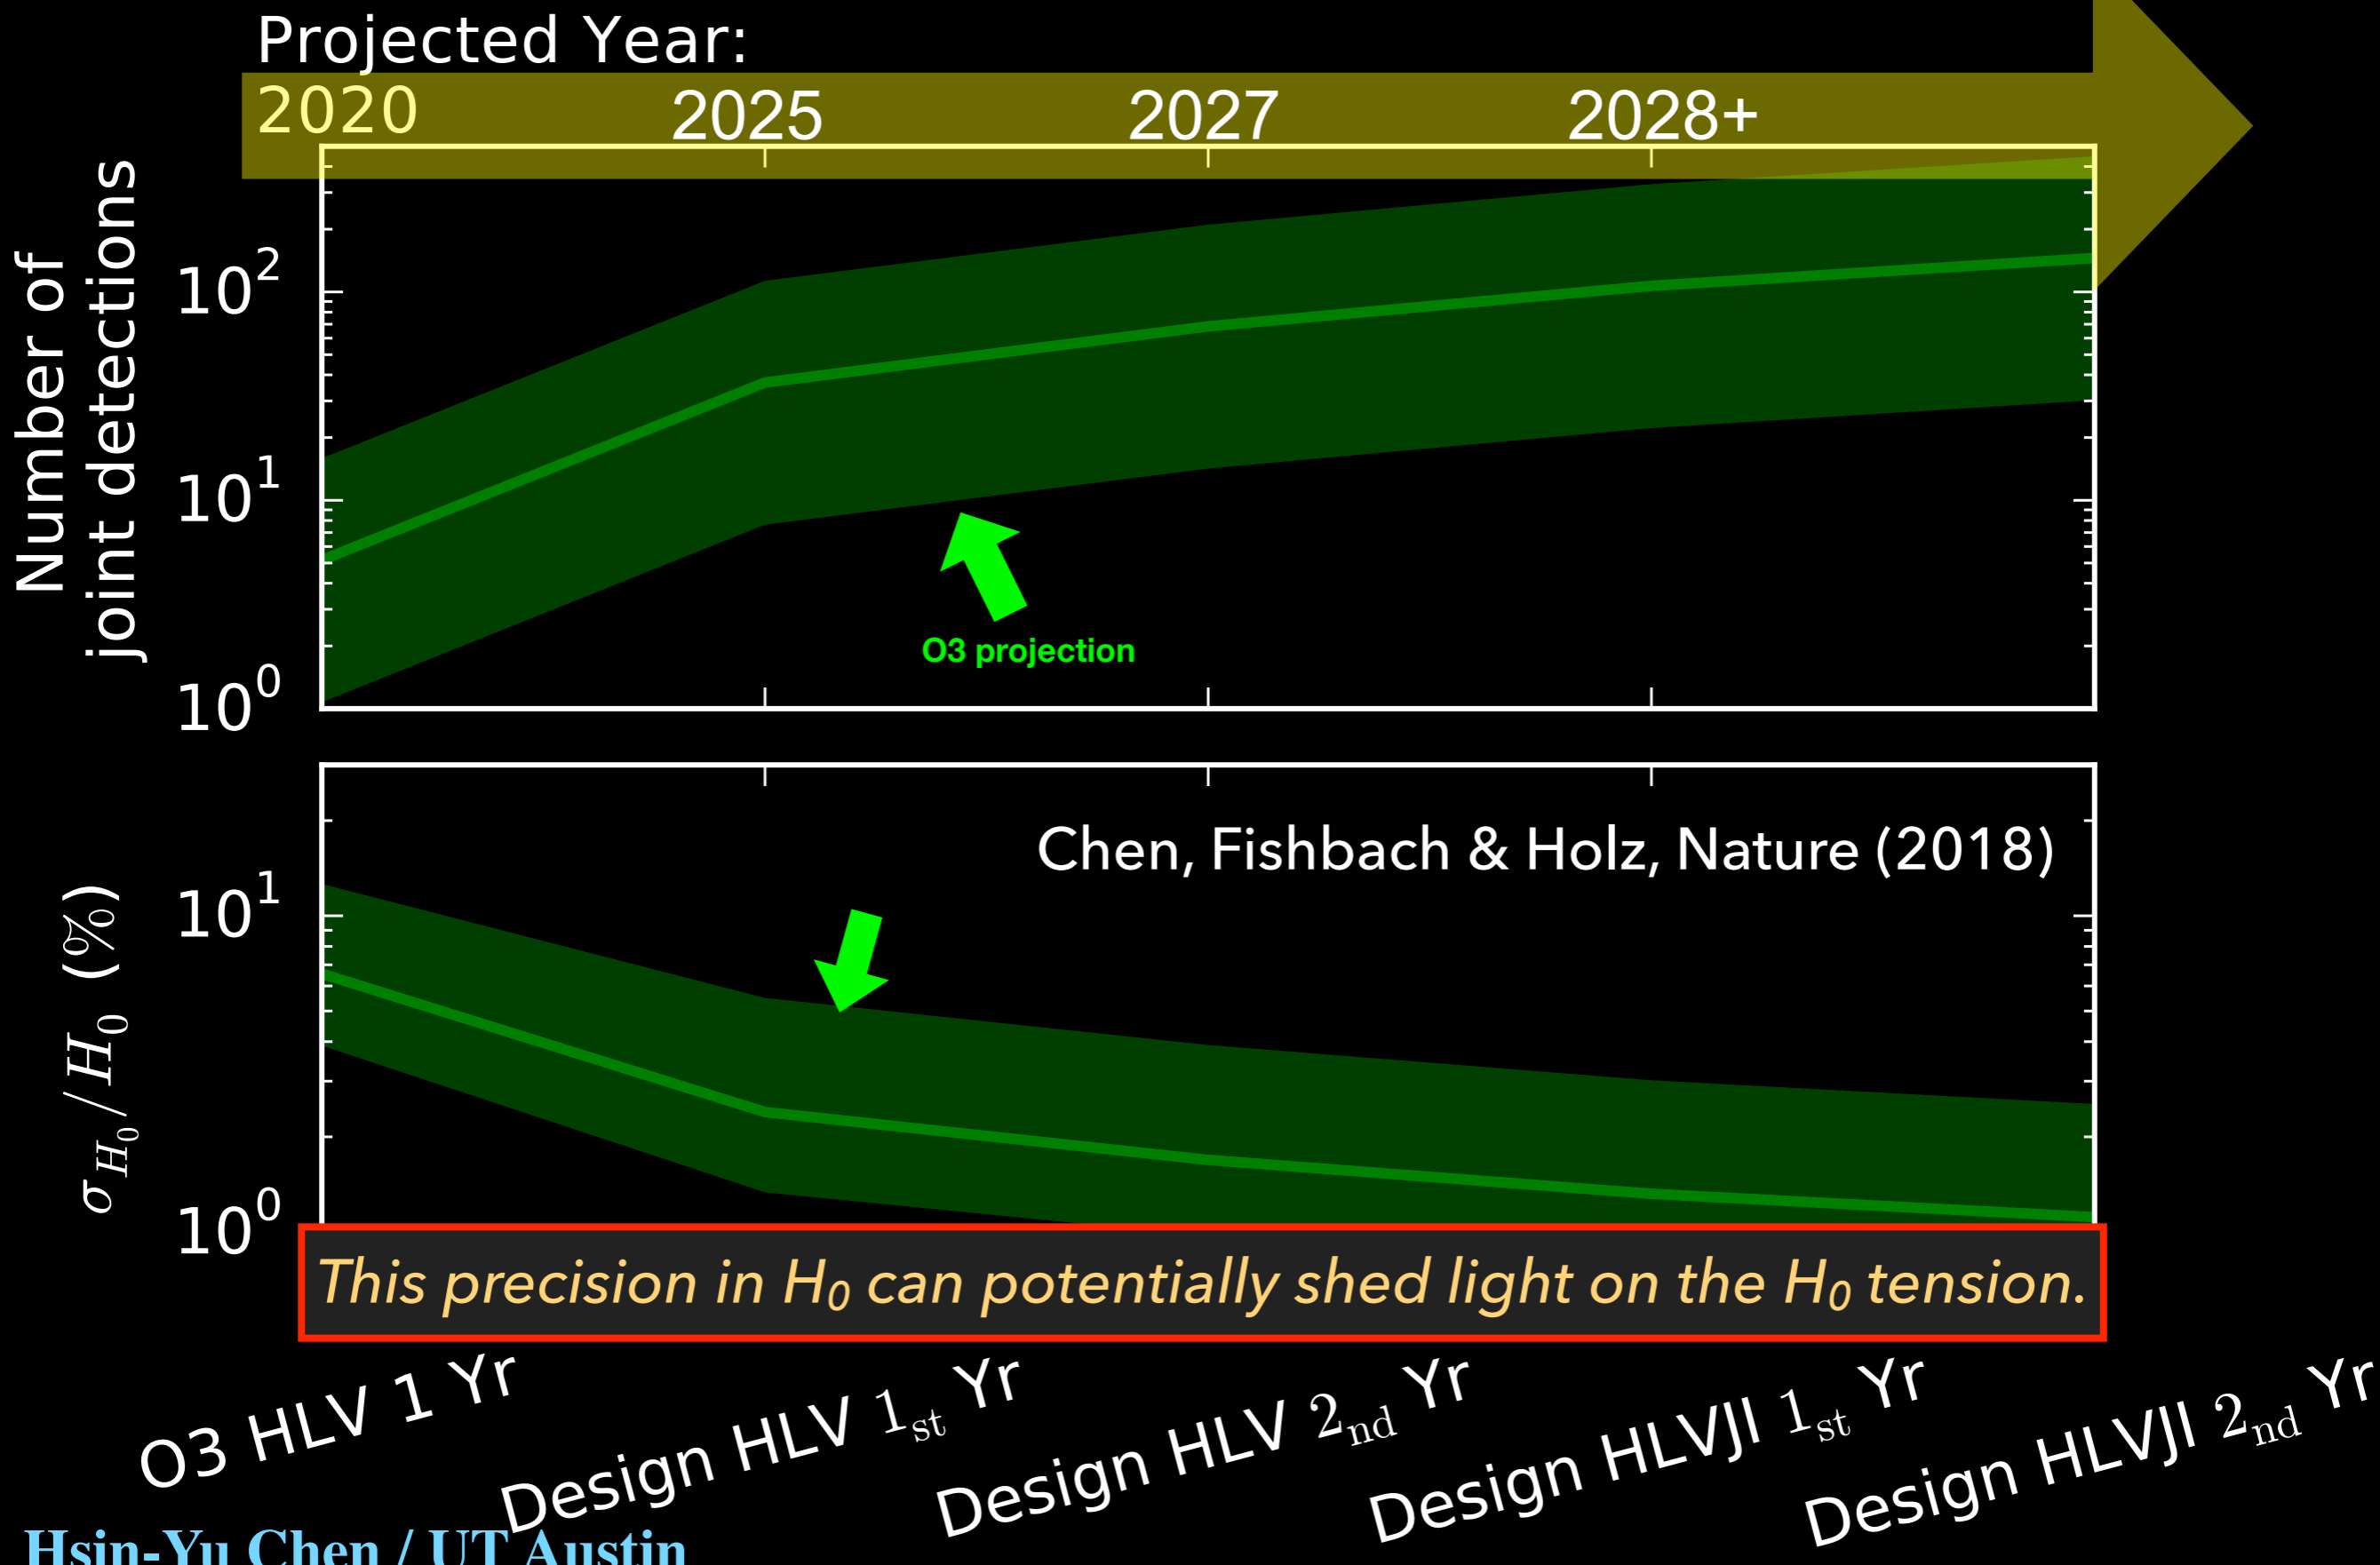 Projected Year:
2020 2025 2027 2028+
Number of
joint detections
10²
10¹
10⁰
O3 projection
Chen, Fishbach & Holz, Nature (2018)
σ_H₀/H₀ (%)
10¹
10⁰
This precision in H₀ can potentially shed light on the H₀ tension.
O3 HLV 1 Yr
Design HLV 1st Yr
Design HLV 2nd Yr
Design HLVJI 1st Yr
Design HLVJI 2nd Yr
Hsin-Yu Chen / UT Austin